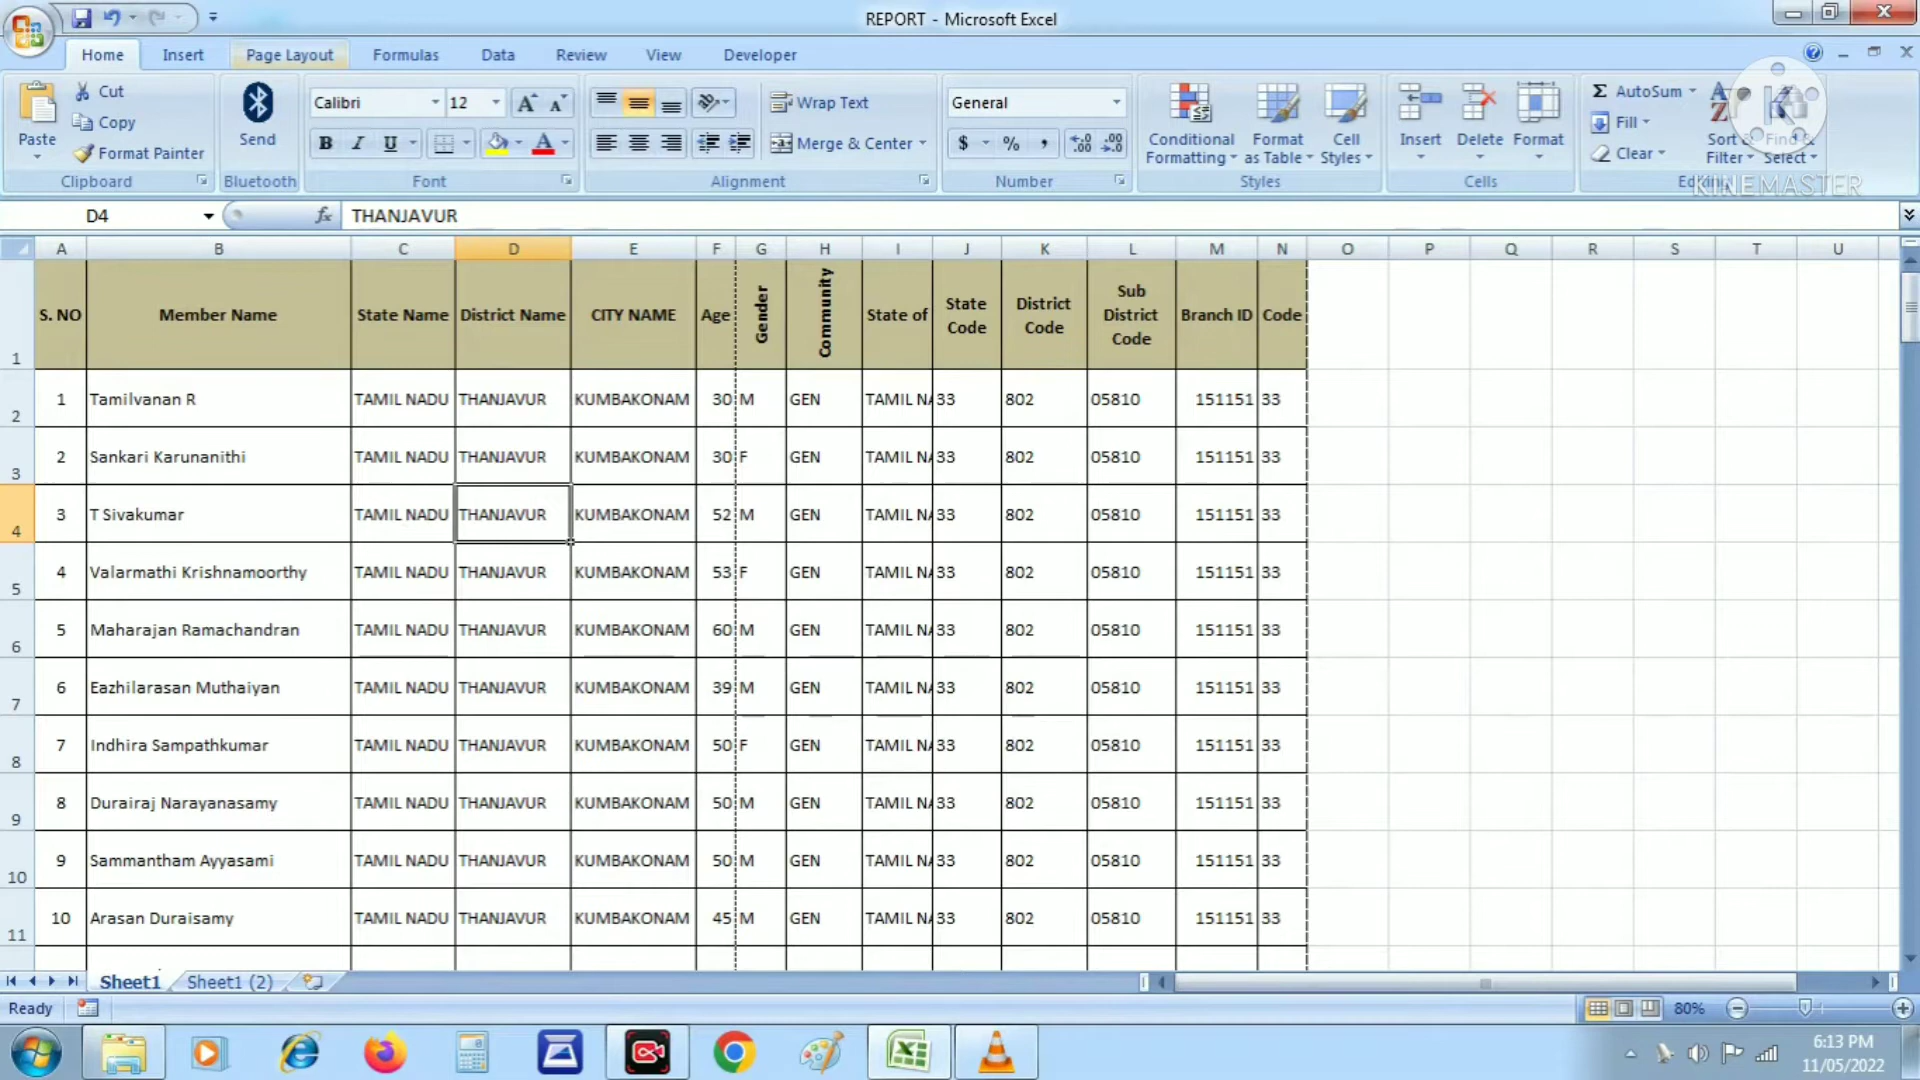 REPORT - Microsoft Excel
Home Insert Page Layout Formulas Data Review View Developer
Paste Cut Copy Format Painter Clipboard
Send Bluetooth
Calibri 12 B I U Font
Wrap Text Merge & Center Alignment
General $ % , Number
Conditional Formatting Format as Table Cell Styles Styles
Insert Delete Format Cells
Σ AutoSum Fill Clear Sort & Filter Find & Select
KINEMASTER
D4 fx THANJAVUR
A B C D E F G H I J K L M N O P Q R S T U
1 S. NO Member Name State Name District Name CITY NAME Age Gender Community State of State Code District Code Sub District Code Branch ID Code
2 1 Tamilvanan R TAMIL NADU THANJAVUR KUMBAKONAM 30 M GEN TAMIL NA 33 802 05810 151151 33
3 2 Sankari Karunanithi TAMIL NADU THANJAVUR KUMBAKONAM 30 F GEN TAMIL NA 33 802 05810 151151 33
4 3 T Sivakumar TAMIL NADU THANJAVUR KUMBAKONAM 52 M GEN TAMIL NA 33 802 05810 151151 33
5 4 Valarmathi Krishnamoorthy TAMIL NADU THANJAVUR KUMBAKONAM 53 F GEN TAMIL NA 33 802 05810 151151 33
6 5 Maharajan Ramachandran TAMIL NADU THANJAVUR KUMBAKONAM 60 M GEN TAMIL NA 33 802 05810 151151 33
7 6 Eazhilarasan Muthaiyan TAMIL NADU THANJAVUR KUMBAKONAM 39 M GEN TAMIL NA 33 802 05810 151151 33
8 7 Indhira Sampathkumar TAMIL NADU THANJAVUR KUMBAKONAM 50 F GEN TAMIL NA 33 802 05810 151151 33
9 8 Durairaj Narayanasamy TAMIL NADU THANJAVUR KUMBAKONAM 50 M GEN TAMIL NA 33 802 05810 151151 33
10 9 Sammantham Ayyasami TAMIL NADU THANJAVUR KUMBAKONAM 50 M GEN TAMIL NA 33 802 05810 151151 33
11 10 Arasan Duraisamy TAMIL NADU THANJAVUR KUMBAKONAM 45 M GEN TAMIL NA 33 802 05810 151151 33
Sheet1 Sheet1 (2)
Ready 80%
6:13 PM
11/05/2022